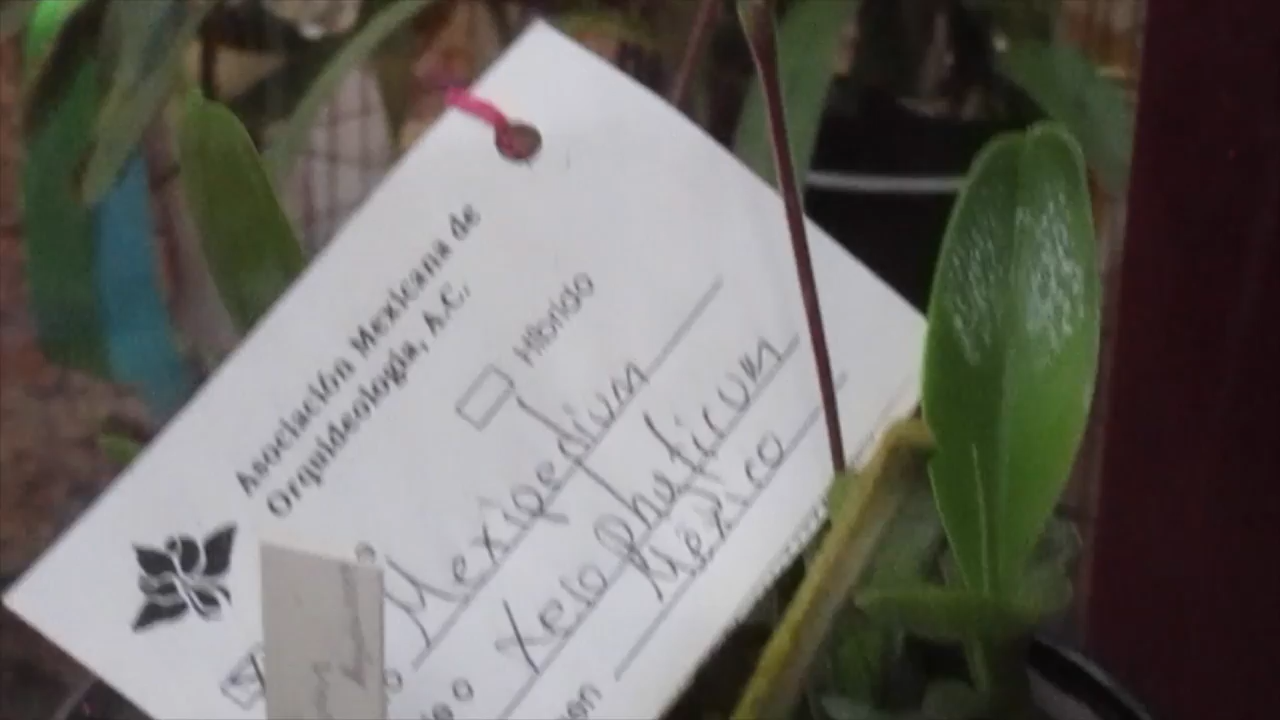 Asociación Mexicana de
Orquideología, A.C.
Híbrido
Mexipedium
Xerophyticum
México